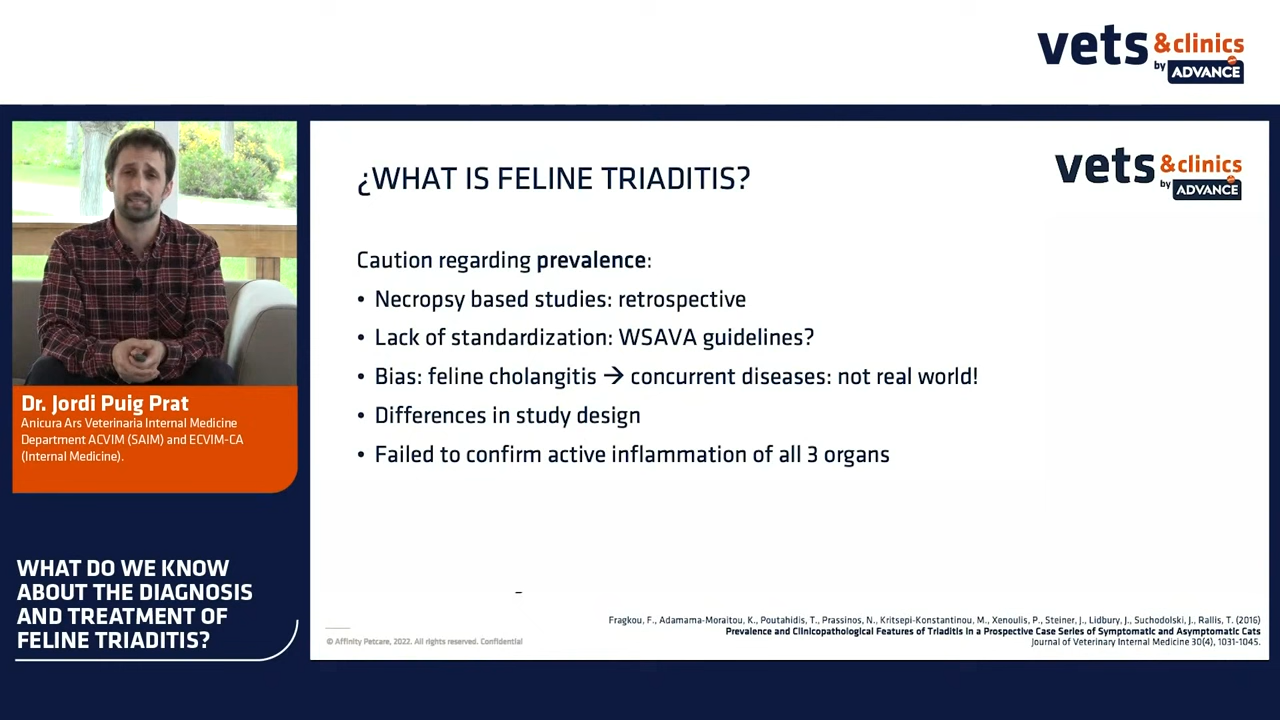 vets &clinics
by ADVANCE
¿WHAT IS FELINE TRIADITIS?
vets &clinics
by ADVANCE
Caution regarding prevalence:
• Necropsy based studies: retrospective
• Lack of standardization: WSAVA guidelines?
• Bias: feline cholangitis → concurrent diseases: not real world!
• Differences in study design
• Failed to confirm active inflammation of all 3 organs
Dr. Jordi Puig Prat
Anicura Ars Veterinaria Internal Medicine
Department ACVIM (SAIM) and ECVIM-CA
(Internal Medicine).
WHAT DO WE KNOW
ABOUT THE DIAGNOSIS
AND TREATMENT OF
FELINE TRIADITIS?
© Affinity Petcare, 2022. All rights reserved. Confidential
Fragkou, F., Adamama-Moraitou, K., Poutahidis, T., Prassinos, N., Kritsepi-Konstantinou, M., Xenoulis, P., Steiner, J., Lidbury, J., Suchodolski, J., Rallis, T. (2016)
Prevalence and Clinicopathological Features of Triaditis in a Prospective Case Series of Symptomatic and Asymptomatic Cats
Journal of Veterinary Internal Medicine 30(4), 1031-1045.